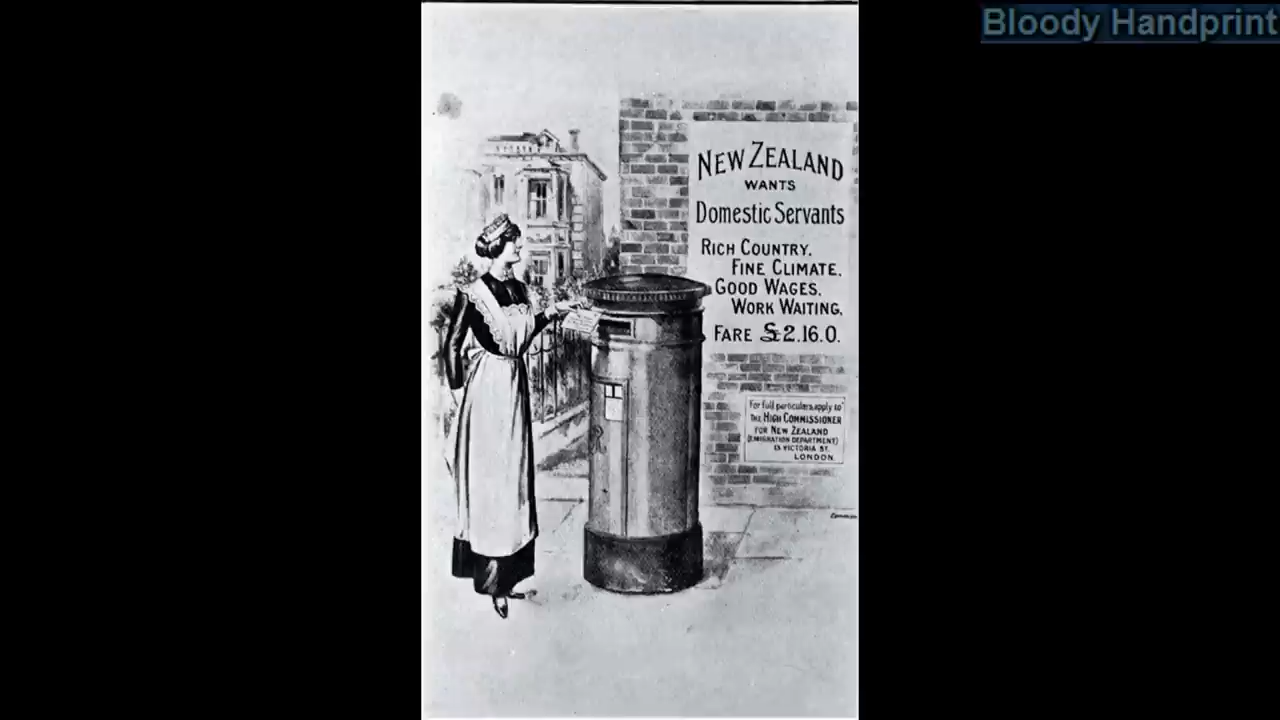 Bloody Handprint
NEW ZEALAND
WANTS
Domestic Servants
RICH COUNTRY.
FINE CLIMATE.
GOOD WAGES.
WORK WAITING.
FARE £2.16.0.
For full particulars, apply to
THE HIGH COMMISSIONER
FOR NEW ZEALAND
(EMIGRATION DEPARTMENT)
VICTORIA ST.
LONDON.